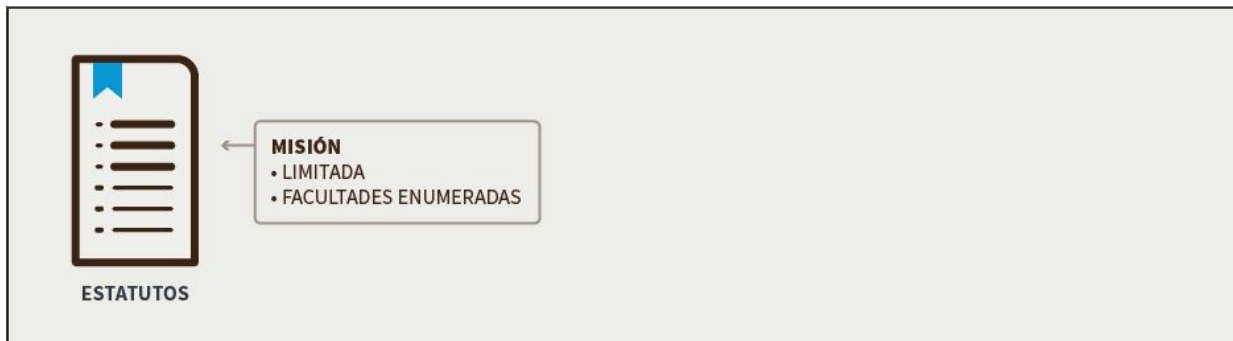 MISIÓN
• LIMITADA
• FACULTADES ENUMERADAS
ESTATUTOS